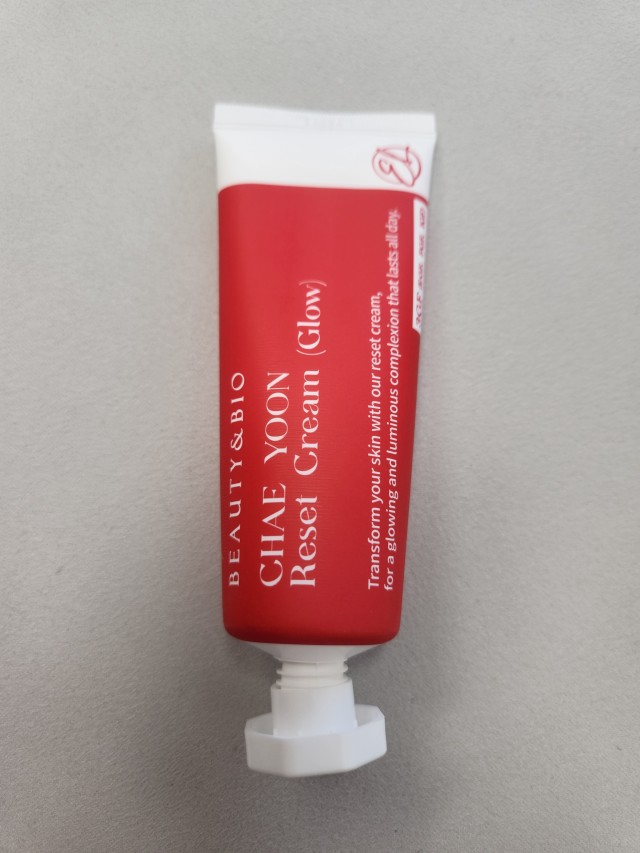 BEAUTY&BIO
CHAE YOON
Reset Cream (Glow)
Transform your skin with our reset cream,
for a glowing and luminous complexion that lasts all day.